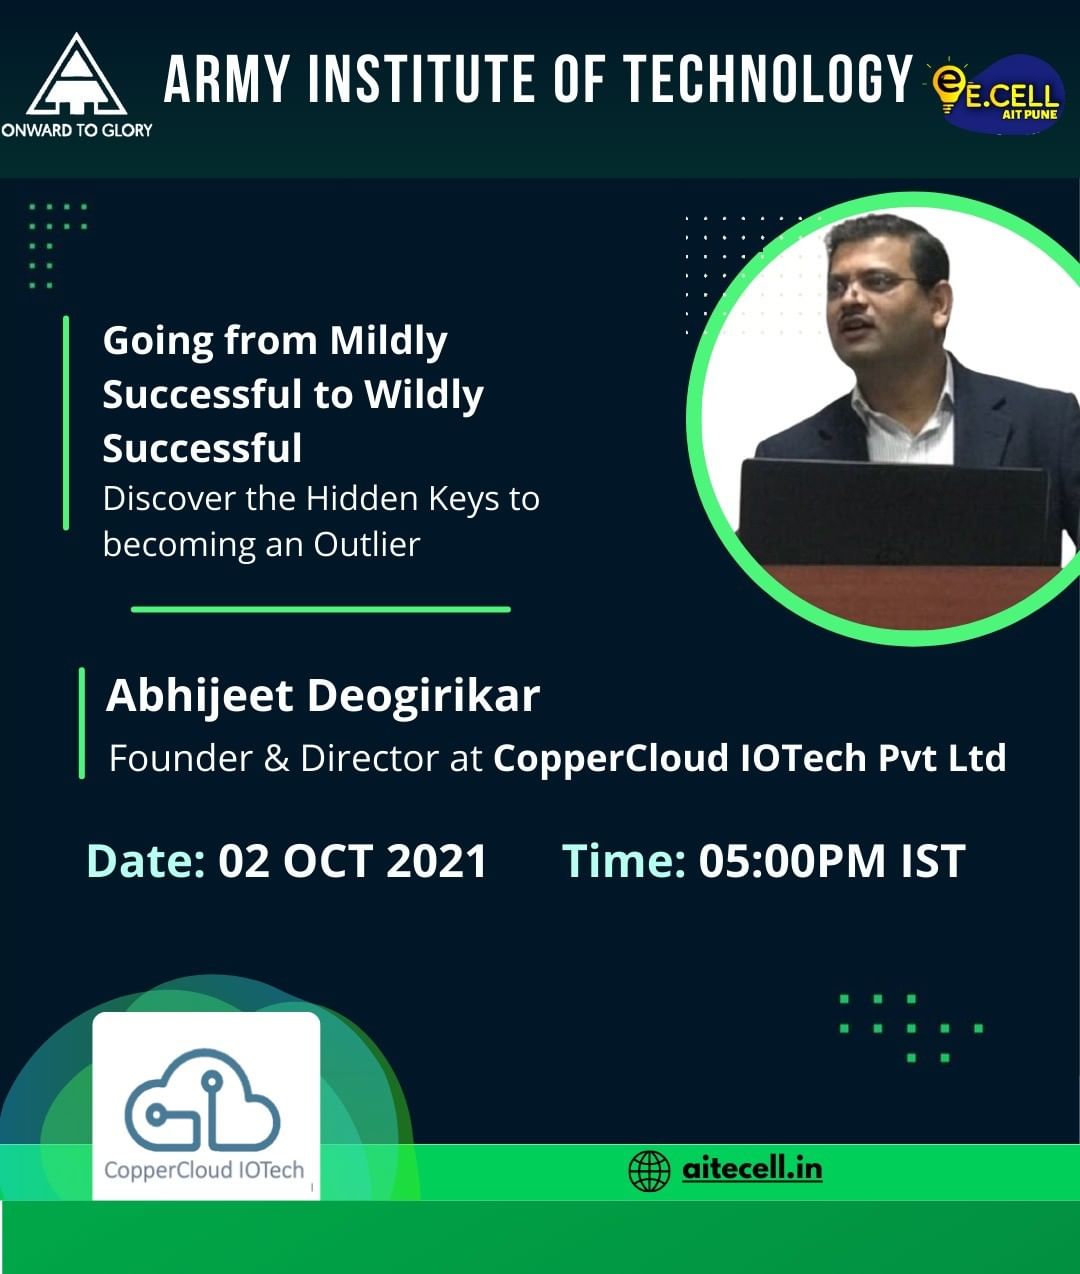 ARMY INSTITUTE OF TECHNOLOGY
ONWARD TO GLORY
e E.CELL
AIT PUNE
Going from Mildly
Successful to Wildly
Successful
Discover the Hidden Keys to
becoming an Outlier
Abhijeet Deogirikar
Founder & Director at CopperCloud IOTech Pvt Ltd
Date: 02 OCT 2021 Time: 05:00PM IST
CopperCloud IOTech
aitecell.in